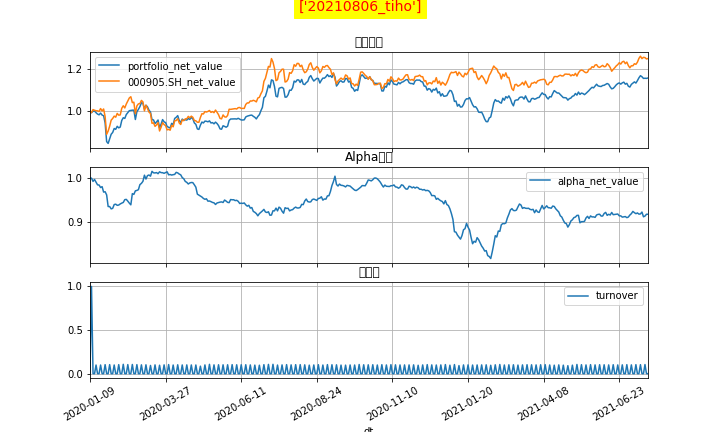 ['20210806_tiho']
portfolio_net_value
000905.SH_net_value
1.2
1.0
Alpha
alpha_net_value
1.0
0.9
turnover
1.0
0.5
0.0
2020-01-09
2020-03-27
2020-06-11
2020-08-24
2020-11-10
2021-01-20
2021-04-08
2021-06-23